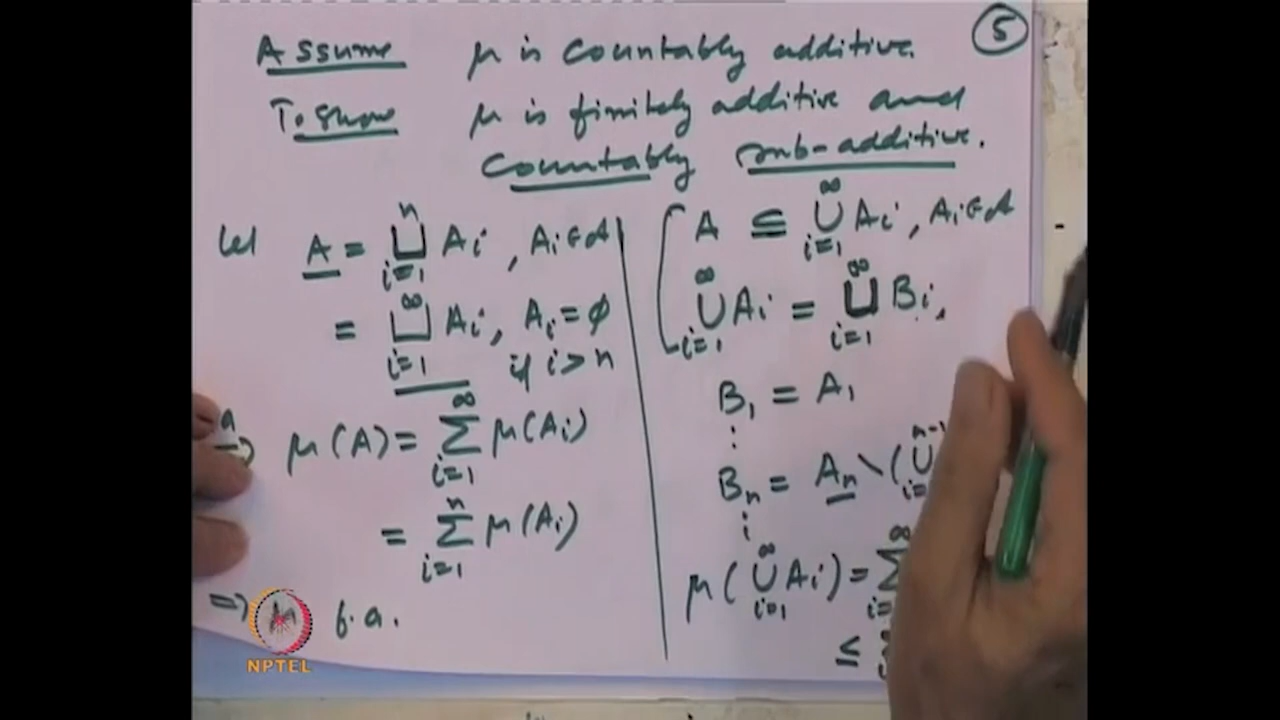 Assume μ is countably additive. ⑤
To show μ is finitely additive and
countably sub-additive.
Let A = ⊔_{i=1}^{n} Ai , Ai ∈ 𝒜
= ⊔_{i=1}^{∞} Ai, Ai = ϕ
if i > n
⇒ μ(A) = Σ_{i=1}^{∞} μ(Ai)
= Σ_{i=1}^{n} μ(Ai)
⇒ f.a.
A ⊆ ∪_{i=1}^{∞} Ai, Ai ∈ 𝒜
∪_{i=1}^{∞} Ai = ⊔_{i=1}^{∞} Bi,
B1 = A1
⋮
Bn = An \ (∪_{i=}^{n-1}
⋮
μ(∪_{i=1}^{∞} Ai) = Σ_{i=}^{∞}
≤
NPTEL